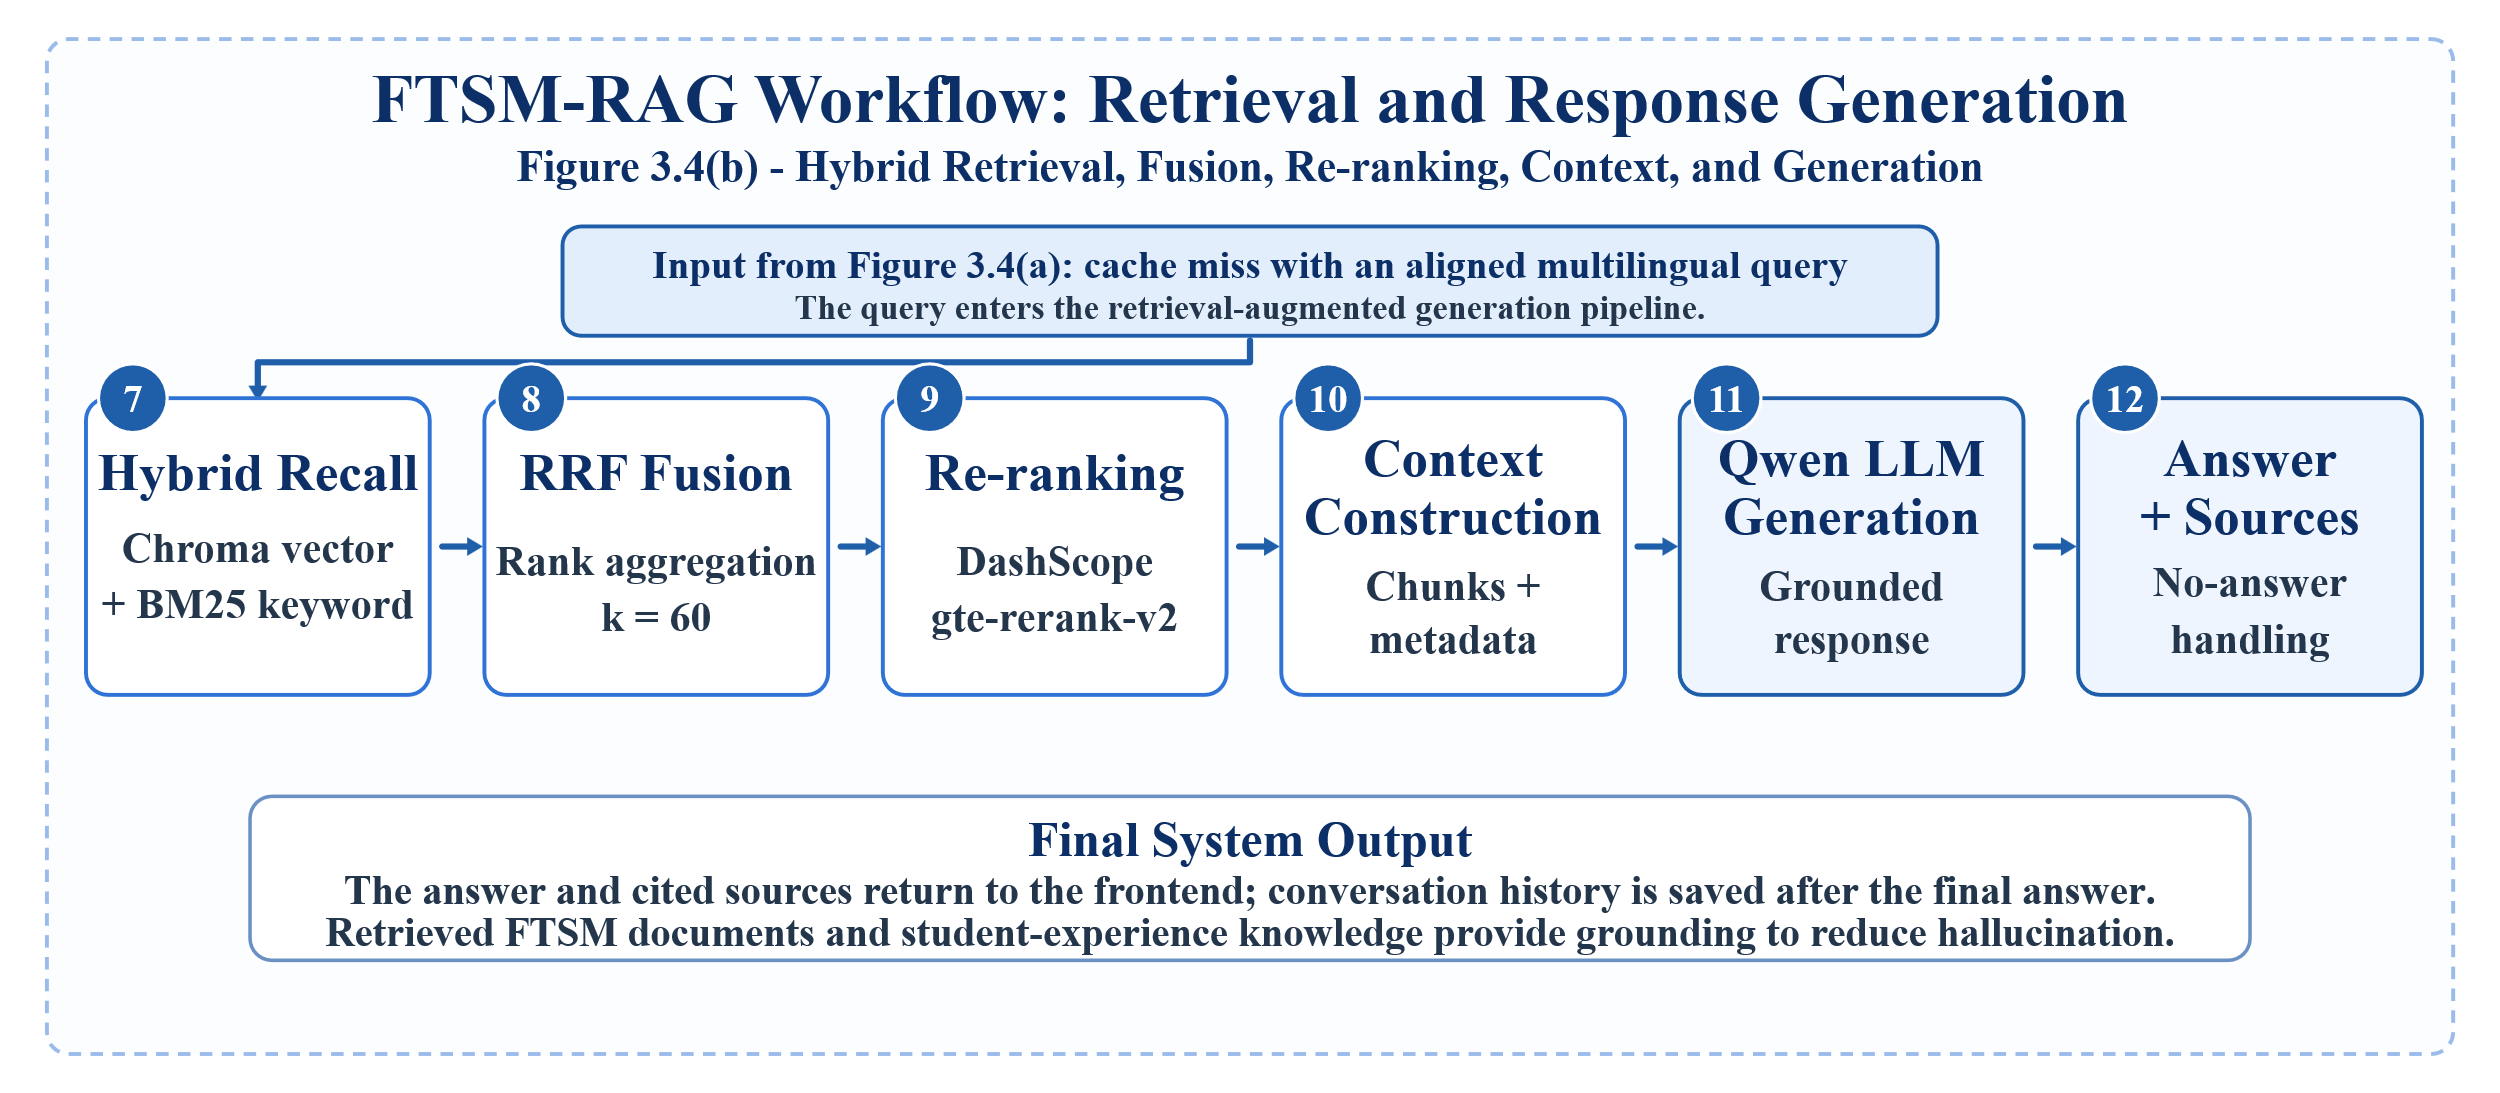 FTSM-RAG Workflow: Retrieval and Response Generation
Figure 3.4(b) - Hybrid Retrieval, Fusion, Re-ranking, Context, and Generation
Input from Figure 3.4(a): cache miss with an aligned multilingual query
The query enters the retrieval-augmented generation pipeline.
7
Hybrid Recall
Chroma vector
+ BM25 keyword
8
RRF Fusion
Rank aggregation
k = 60
9
Re-ranking
DashScope
gte-rerank-v2
10
Context
Construction
Chunks +
metadata
11
Qwen LLM
Generation
Grounded
response
12
Answer
+ Sources
No-answer
handling
Final System Output
The answer and cited sources return to the frontend; conversation history is saved after the final answer.
Retrieved FTSM documents and student-experience knowledge provide grounding to reduce hallucination.